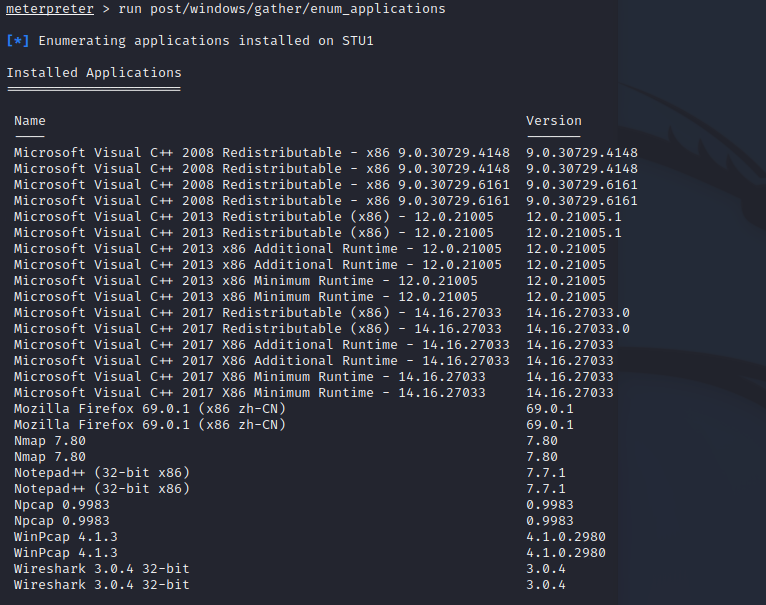 meterpreter > run post/windows/gather/enum_applications
[*] Enumerating applications installed on STU1
Installed Applications
======================
Name Version
---- -------
Microsoft Visual C++ 2008 Redistributable - x86 9.0.30729.4148 9.0.30729.4148
Microsoft Visual C++ 2008 Redistributable - x86 9.0.30729.4148 9.0.30729.4148
Microsoft Visual C++ 2008 Redistributable - x86 9.0.30729.6161 9.0.30729.6161
Microsoft Visual C++ 2008 Redistributable - x86 9.0.30729.6161 9.0.30729.6161
Microsoft Visual C++ 2013 Redistributable (x86) - 12.0.21005 12.0.21005.1
Microsoft Visual C++ 2013 Redistributable (x86) - 12.0.21005 12.0.21005.1
Microsoft Visual C++ 2013 x86 Additional Runtime - 12.0.21005 12.0.21005
Microsoft Visual C++ 2013 x86 Additional Runtime - 12.0.21005 12.0.21005
Microsoft Visual C++ 2013 x86 Minimum Runtime - 12.0.21005 12.0.21005
Microsoft Visual C++ 2013 x86 Minimum Runtime - 12.0.21005 12.0.21005
Microsoft Visual C++ 2017 Redistributable (x86) - 14.16.27033 14.16.27033.0
Microsoft Visual C++ 2017 Redistributable (x86) - 14.16.27033 14.16.27033.0
Microsoft Visual C++ 2017 X86 Additional Runtime - 14.16.27033 14.16.27033
Microsoft Visual C++ 2017 X86 Additional Runtime - 14.16.27033 14.16.27033
Microsoft Visual C++ 2017 X86 Minimum Runtime - 14.16.27033 14.16.27033
Microsoft Visual C++ 2017 X86 Minimum Runtime - 14.16.27033 14.16.27033
Mozilla Firefox 69.0.1 (x86 zh-CN) 69.0.1
Mozilla Firefox 69.0.1 (x86 zh-CN) 69.0.1
Nmap 7.80 7.80
Nmap 7.80 7.80
Notepad++ (32-bit x86) 7.7.1
Notepad++ (32-bit x86) 7.7.1
Npcap 0.9983 0.9983
Npcap 0.9983 0.9983
WinPcap 4.1.3 4.1.0.2980
WinPcap 4.1.3 4.1.0.2980
Wireshark 3.0.4 32-bit 3.0.4
Wireshark 3.0.4 32-bit 3.0.4